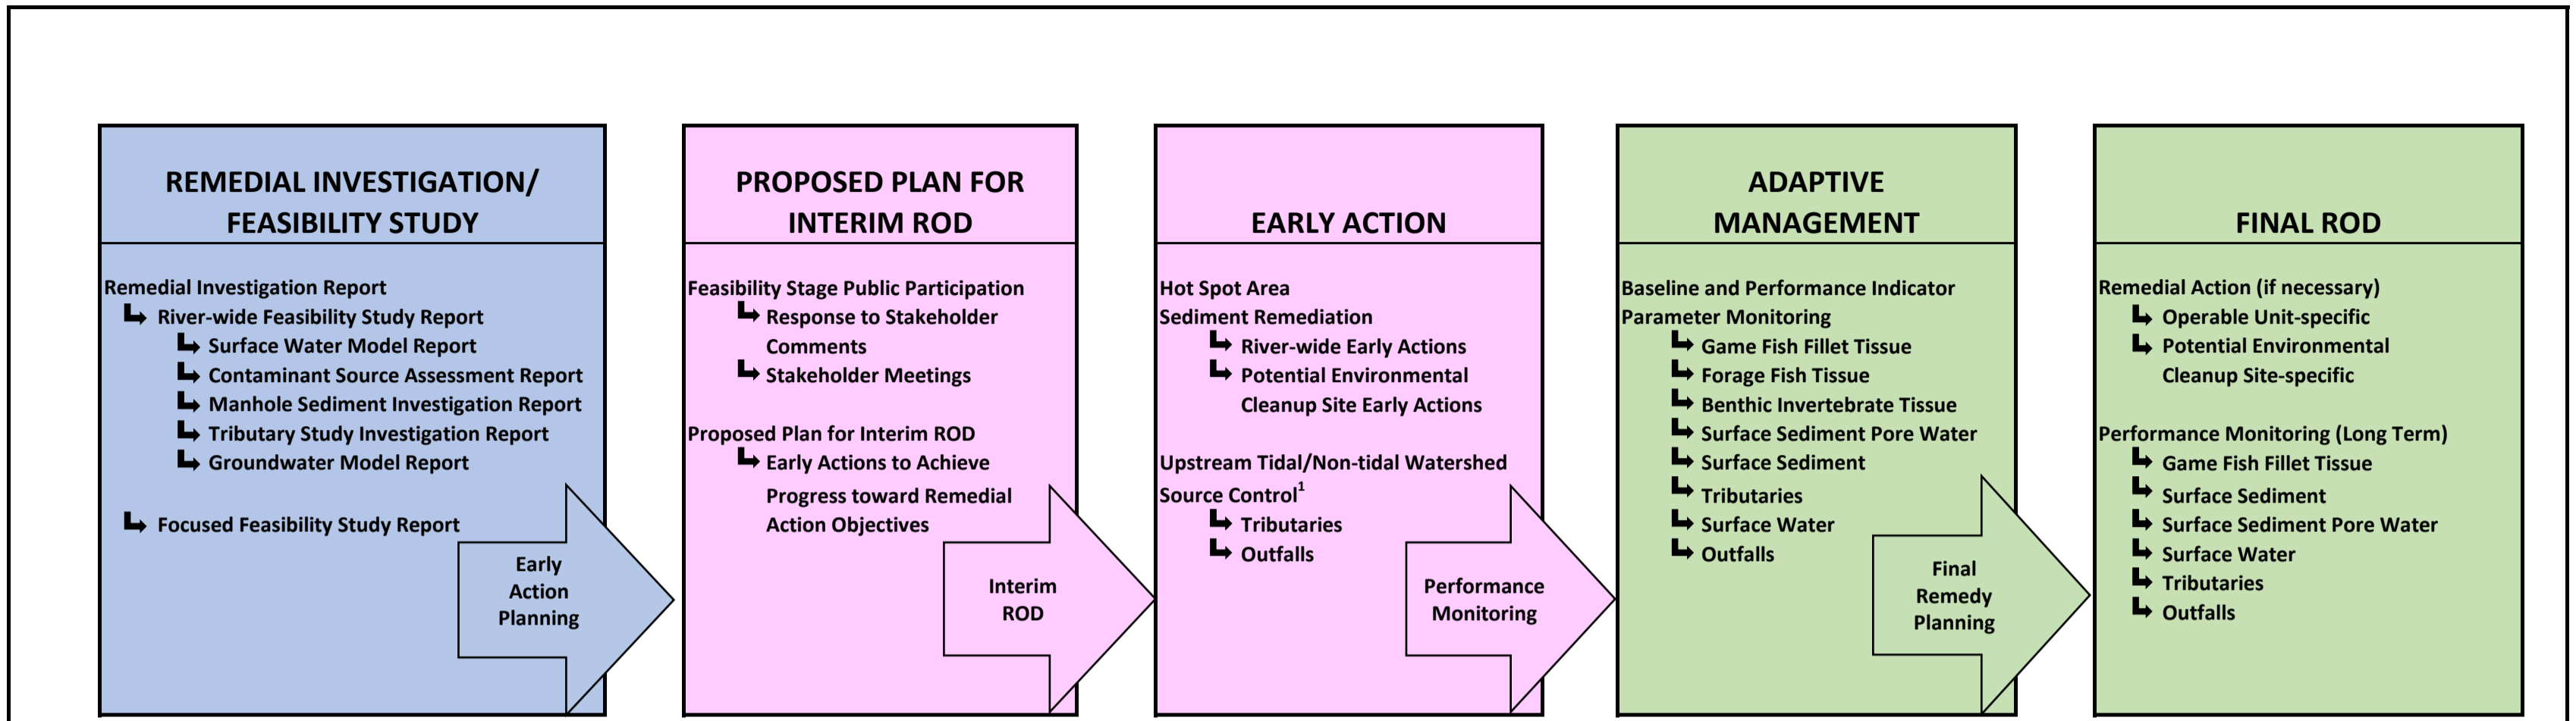 REMEDIAL INVESTIGATION/
FEASIBILITY STUDY
Remedial Investigation Report
River-wide Feasibility Study Report
Surface Water Model Report
Contaminant Source Assessment Report
Manhole Sediment Investigation Report
Tributary Study Investigation Report
Groundwater Model Report
Focused Feasibility Study Report
Early
Action
Planning
PROPOSED PLAN FOR
INTERIM ROD
Feasibility Stage Public Participation
Response to Stakeholder
Comments
Stakeholder Meetings
Proposed Plan for Interim ROD
Early Actions to Achieve
Progress toward Remedial
Action Objectives
Interim
ROD
EARLY ACTION
Hot Spot Area
Sediment Remediation
River-wide Early Actions
Potential Environmental
Cleanup Site Early Actions
Upstream Tidal/Non-tidal Watershed
Source Control¹
Tributaries
Outfalls
Performance
Monitoring
ADAPTIVE
MANAGEMENT
Baseline and Performance Indicator
Parameter Monitoring
Game Fish Fillet Tissue
Forage Fish Tissue
Benthic Invertebrate Tissue
Surface Sediment Pore Water
Surface Sediment
Tributaries
Surface Water
Outfalls
Final
Remedy
Planning
FINAL ROD
Remedial Action (if necessary)
Operable Unit-specific
Potential Environmental
Cleanup Site-specific
Performance Monitoring (Long Term)
Game Fish Fillet Tissue
Surface Sediment
Surface Sediment Pore Water
Surface Water
Tributaries
Outfalls